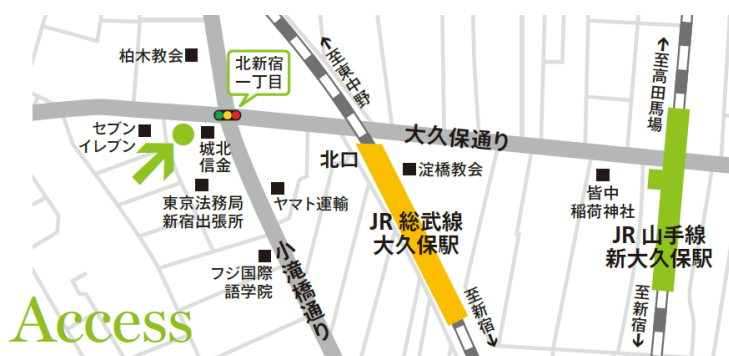 柏木教会
北新宿
一丁目
↑至東中野
↑至高田馬場
セブン
イレブン
城北
信金
大久保通り
北口
淀橋教会
皆中
稲荷神社
東京法務局
新宿出張所
ヤマト運輸
JR 総武線
大久保駅
JR 山手線
新大久保駅
フジ国際
語学院
小滝橋通り
至新宿↓
至新宿↓
Access